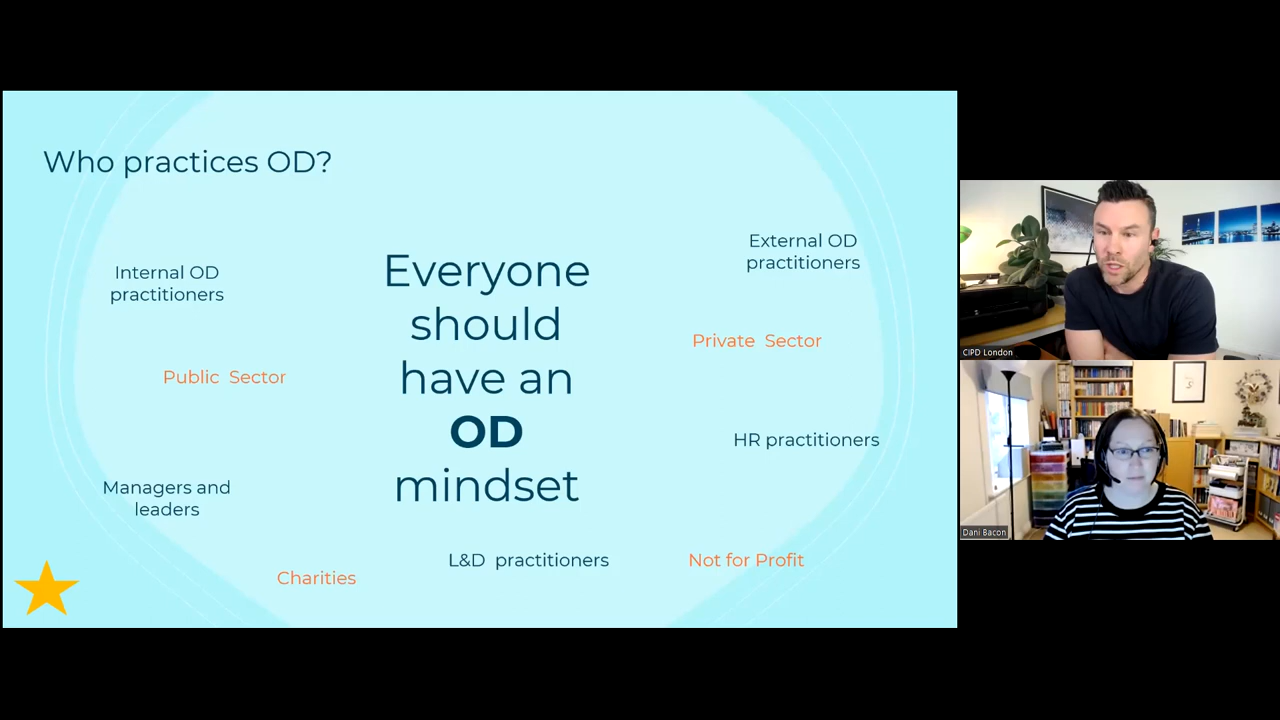 Who practices OD?
Internal OD
practitioners
Public Sector
Managers and
leaders
Charities
Everyone
should
have an
OD
mindset
L&D practitioners
External OD
practitioners
Private Sector
HR practitioners
Not for Profit
CIPD London
Dani Bacon